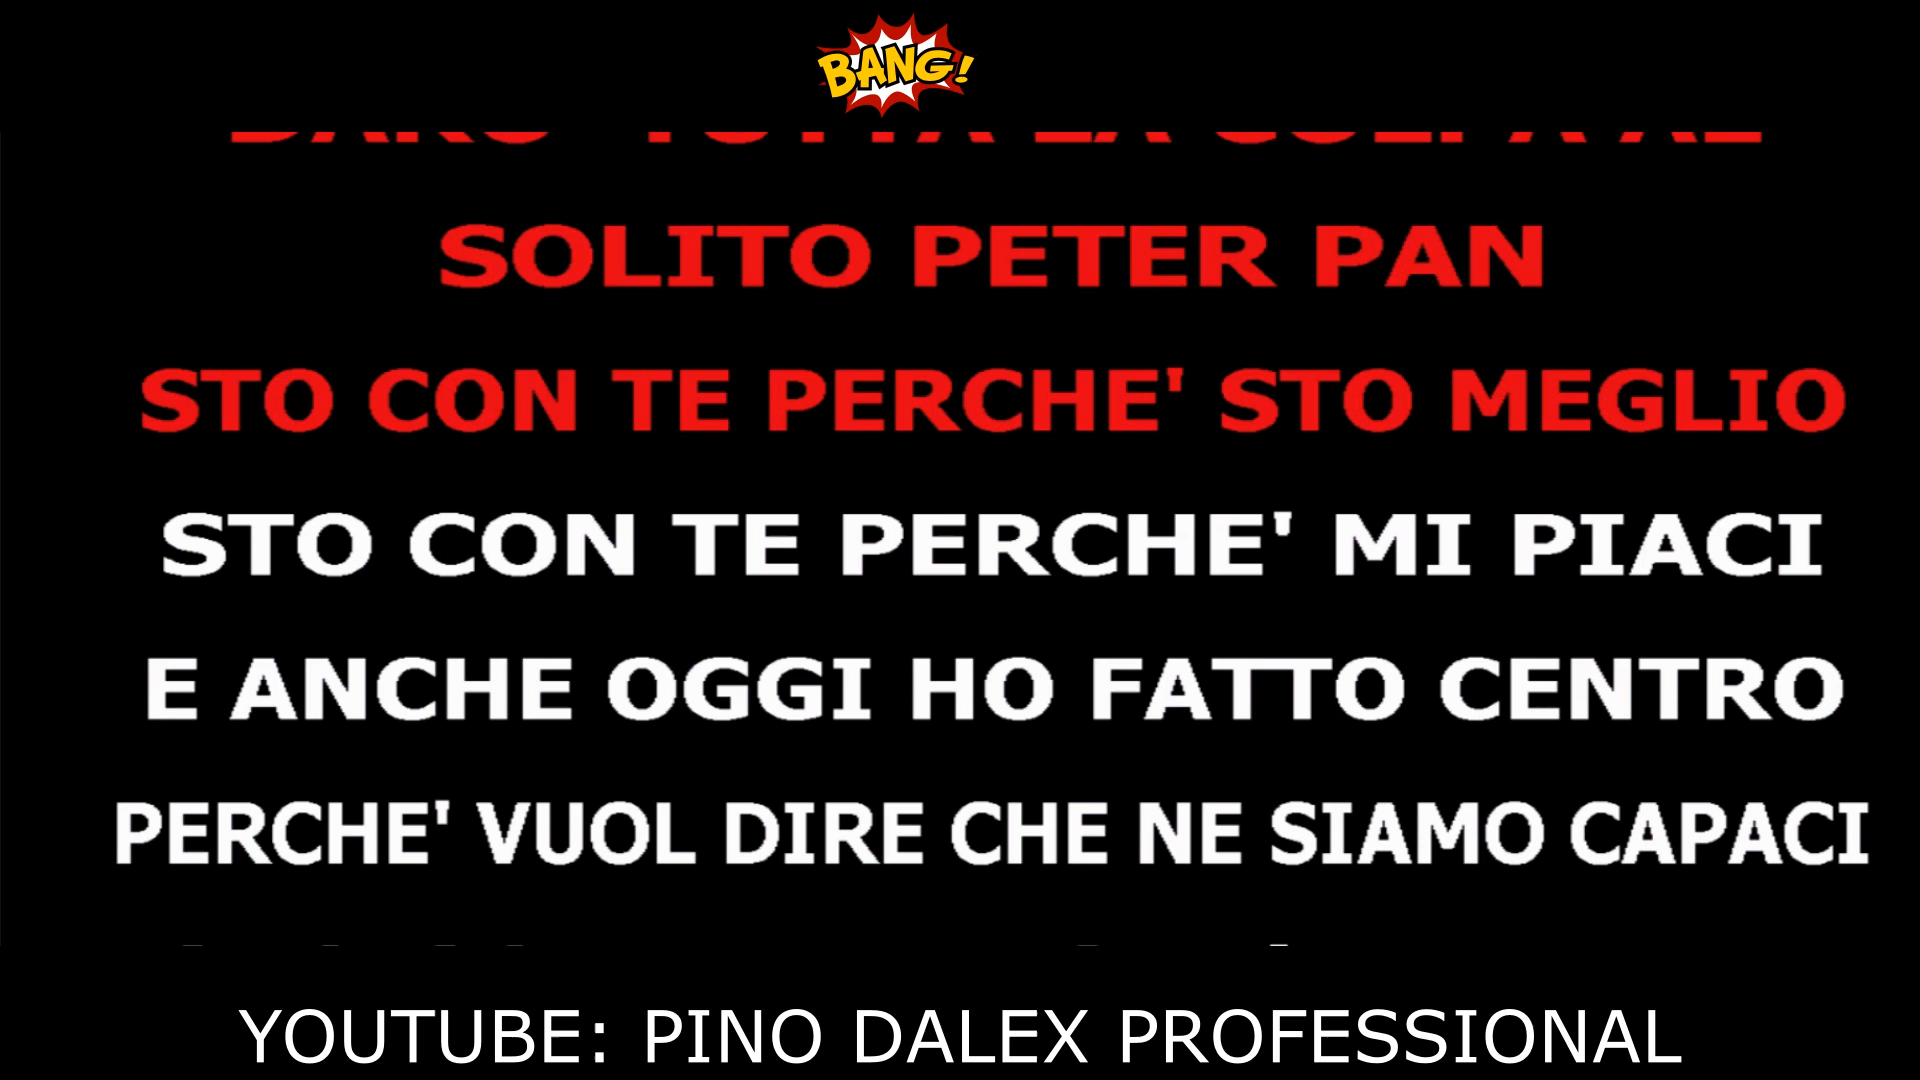 BANG!
SOLITO PETER PAN
STO CON TE PERCHE' STO MEGLIO
STO CON TE PERCHE' MI PIACI
E ANCHE OGGI HO FATTO CENTRO
PERCHE' VUOL DIRE CHE NE SIAMO CAPACI
YOUTUBE: PINO DALEX PROFESSIONAL